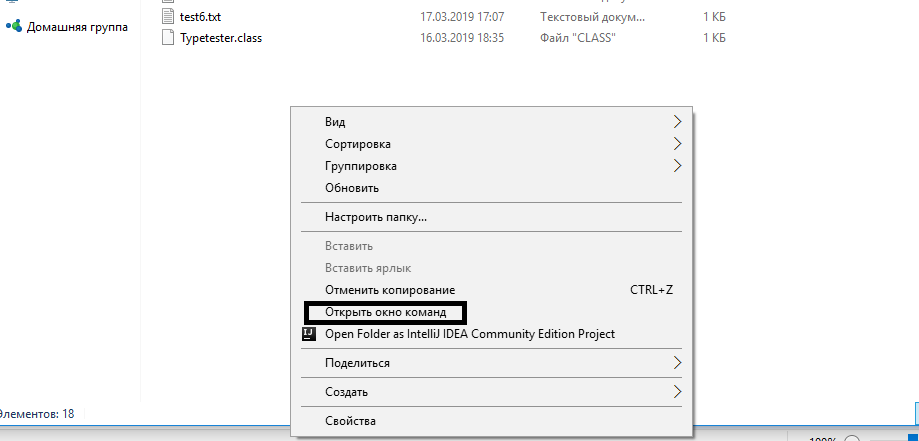 test6.txt 17.03.2019 17:07 Текстовый докум... 1 КБ
Домашняя группа
Typetester.class 16.03.2019 18:35 Файл "CLASS" 1 КБ
Вид
Сортировка
Группировка
Обновить
Настроить папку...
Вставить
Вставить ярлык
Отменить копирование CTRL+Z
Открыть окно команд
IJ Open Folder as IntelliJ IDEA Community Edition Project
Поделиться
Создать
Элементов: 18
Свойства